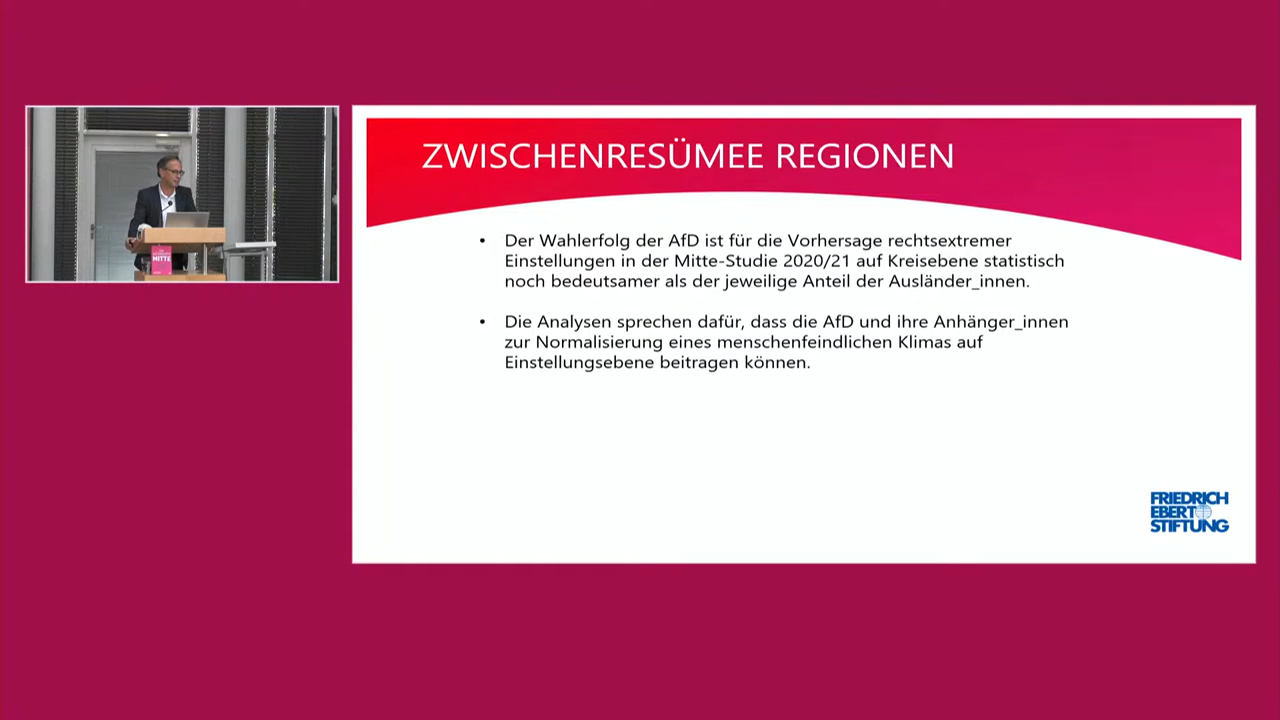 ZWISCHENRESÜMEE REGIONEN
• Der Wahlerfolg der AfD ist für die Vorhersage rechtsextremer
Einstellungen in der Mitte-Studie 2020/21 auf Kreisebene statistisch
noch bedeutsamer als der jeweilige Anteil der Ausländer_innen.
• Die Analysen sprechen dafür, dass die AfD und ihre Anhänger_innen
zur Normalisierung eines menschenfeindlichen Klimas auf
Einstellungsebene beitragen können.
MITTE
FRIEDRICH
EBERT
STIFTUNG